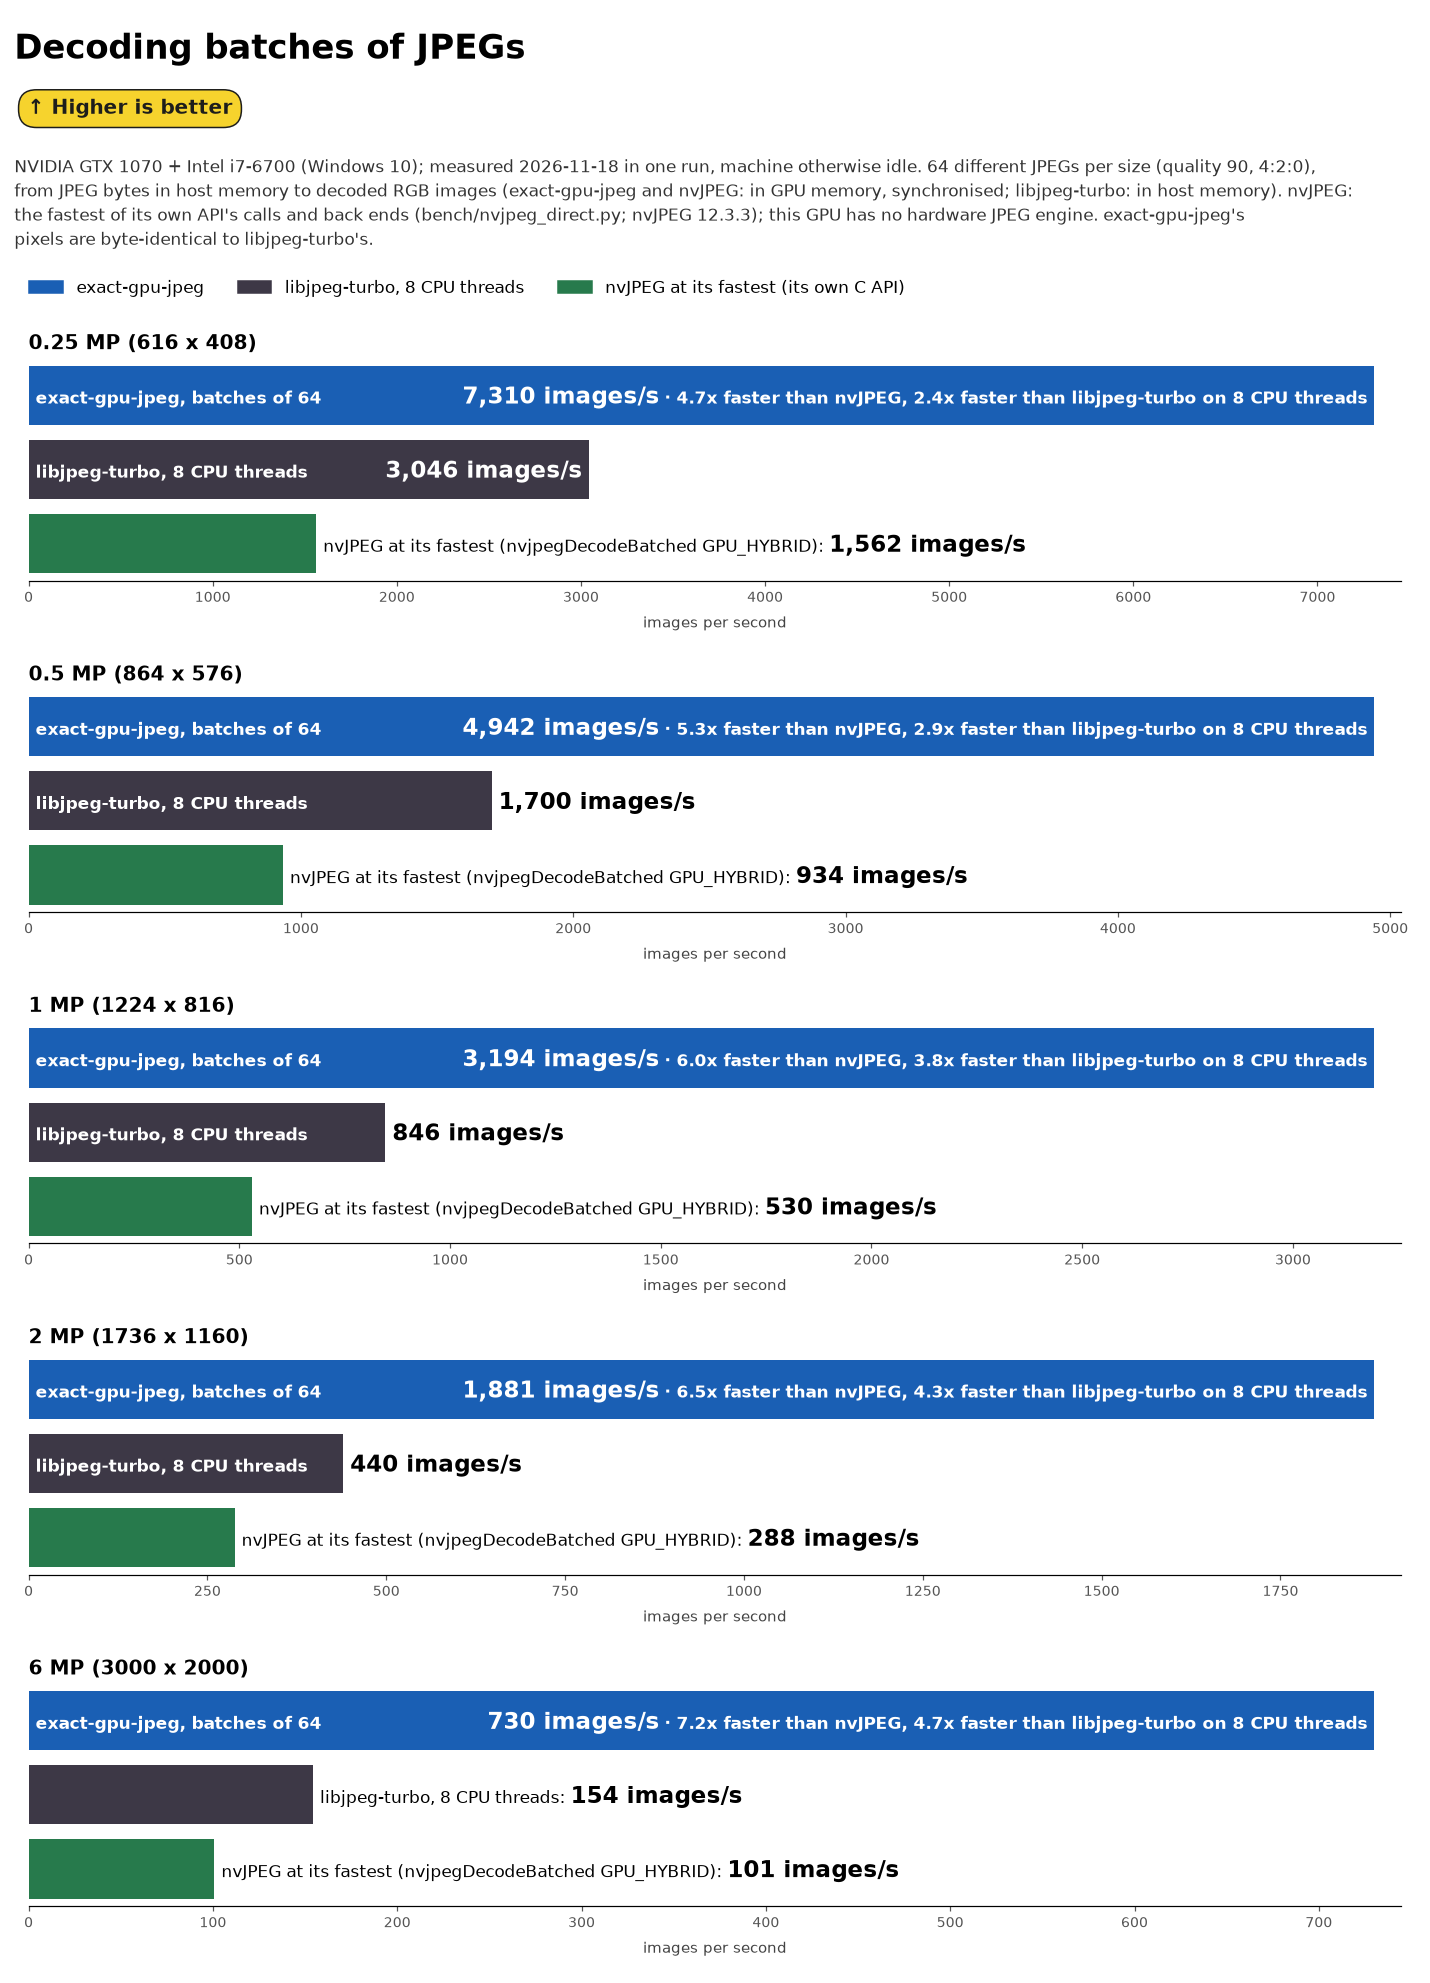 Decoding batches of JPEGs
↑ Higher is better
NVIDIA GTX 1070 + Intel i7-6700 (Windows 10); measured 2026-11-18 in one run, machine otherwise idle. 64 different JPEGs per size (quality 90, 4:2:0),
from JPEG bytes in host memory to decoded RGB images (exact-gpu-jpeg and nvJPEG: in GPU memory, synchronised; libjpeg-turbo: in host memory). nvJPEG:
the fastest of its own API's calls and back ends (bench/nvjpeg_direct.py; nvJPEG 12.3.3); this GPU has no hardware JPEG engine. exact-gpu-jpeg's
pixels are byte-identical to libjpeg-turbo's.
exact-gpu-jpeg libjpeg-turbo, 8 CPU threads nvJPEG at its fastest (its own C API)
0.25 MP (616 x 408)
exact-gpu-jpeg, batches of 64 7,310 images/s · 4.7x faster than nvJPEG, 2.4x faster than libjpeg-turbo on 8 CPU threads
libjpeg-turbo, 8 CPU threads 3,046 images/s
nvJPEG at its fastest (nvjpegDecodeBatched GPU_HYBRID): 1,562 images/s
0 1000 2000 3000 4000 5000 6000 7000
images per second
0.5 MP (864 x 576)
exact-gpu-jpeg, batches of 64 4,942 images/s · 5.3x faster than nvJPEG, 2.9x faster than libjpeg-turbo on 8 CPU threads
libjpeg-turbo, 8 CPU threads 1,700 images/s
nvJPEG at its fastest (nvjpegDecodeBatched GPU_HYBRID): 934 images/s
0 1000 2000 3000 4000 5000
images per second
1 MP (1224 x 816)
exact-gpu-jpeg, batches of 64 3,194 images/s · 6.0x faster than nvJPEG, 3.8x faster than libjpeg-turbo on 8 CPU threads
libjpeg-turbo, 8 CPU threads 846 images/s
nvJPEG at its fastest (nvjpegDecodeBatched GPU_HYBRID): 530 images/s
0 500 1000 1500 2000 2500 3000
images per second
2 MP (1736 x 1160)
exact-gpu-jpeg, batches of 64 1,881 images/s · 6.5x faster than nvJPEG, 4.3x faster than libjpeg-turbo on 8 CPU threads
libjpeg-turbo, 8 CPU threads 440 images/s
nvJPEG at its fastest (nvjpegDecodeBatched GPU_HYBRID): 288 images/s
0 250 500 750 1000 1250 1500 1750
images per second
6 MP (3000 x 2000)
exact-gpu-jpeg, batches of 64 730 images/s · 7.2x faster than nvJPEG, 4.7x faster than libjpeg-turbo on 8 CPU threads
libjpeg-turbo, 8 CPU threads: 154 images/s
nvJPEG at its fastest (nvjpegDecodeBatched GPU_HYBRID): 101 images/s
0 100 200 300 400 500 600 700
images per second